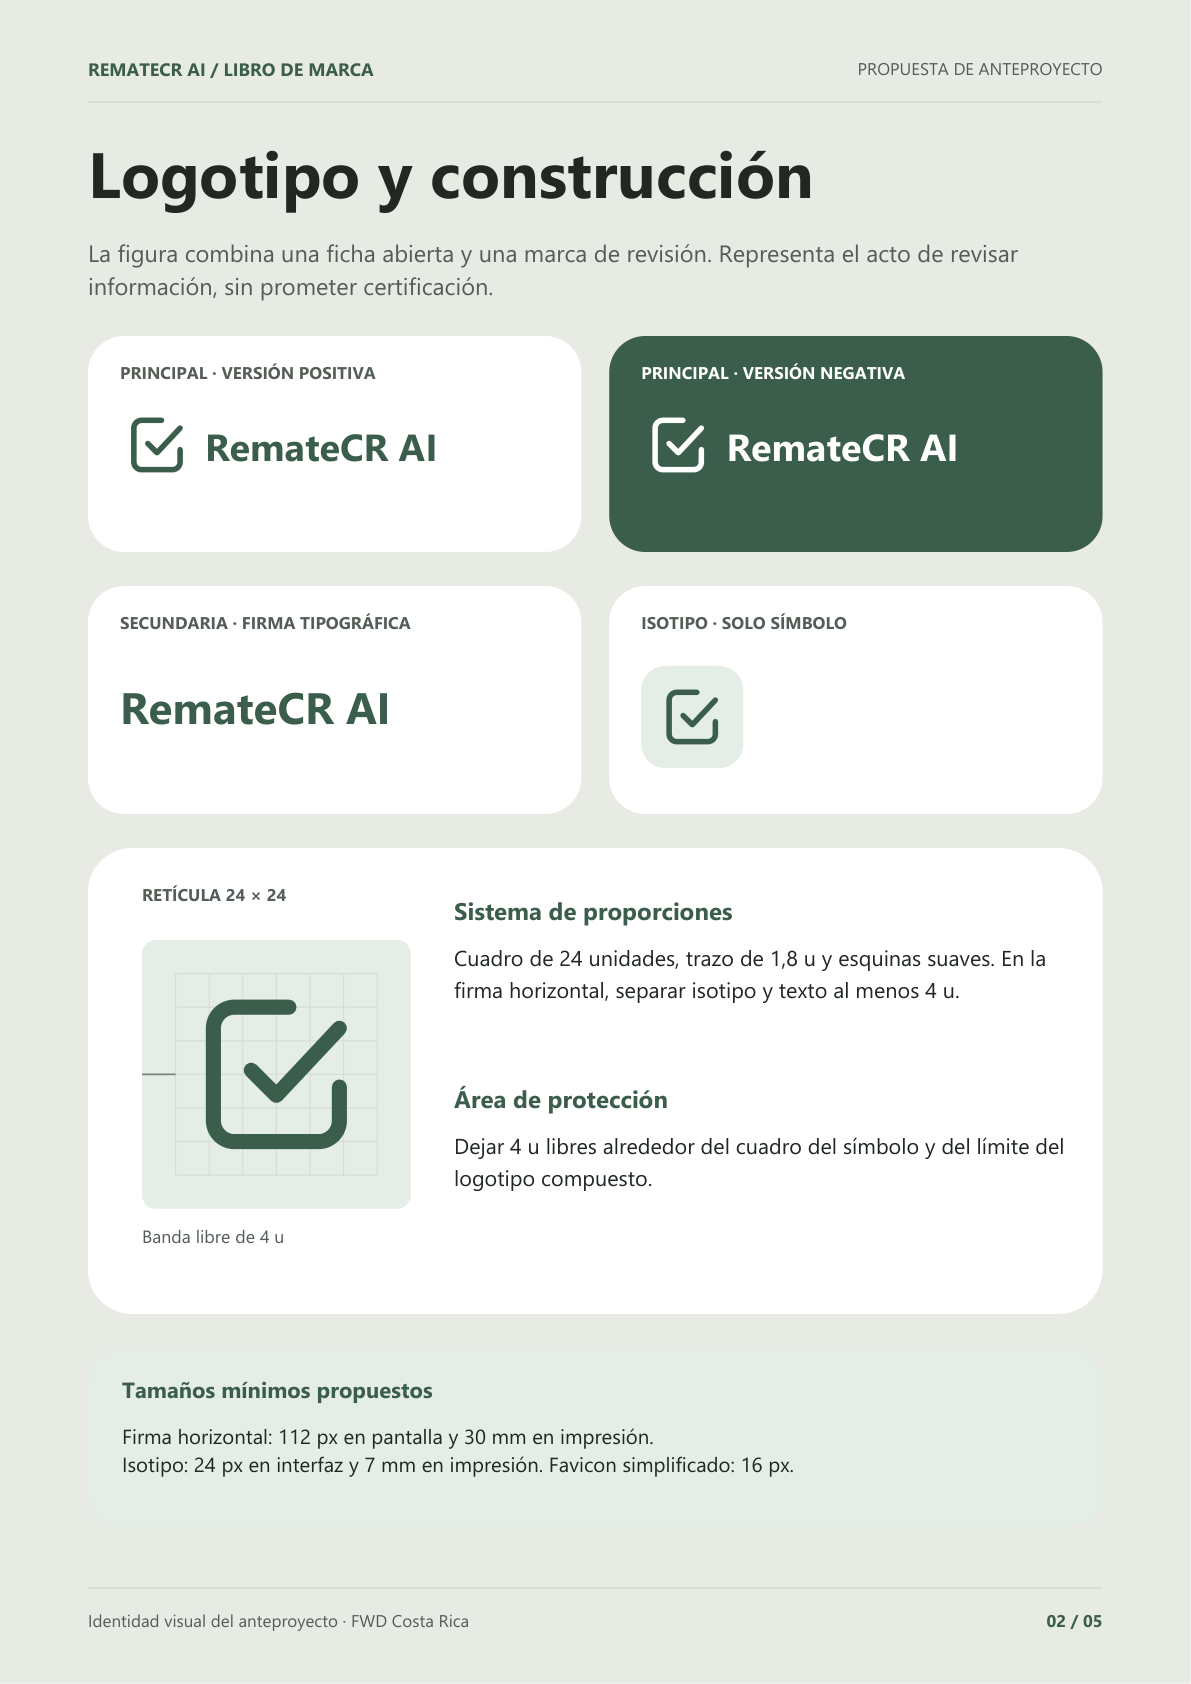 REMATECR AI / LIBRO DE MARCA
PROPUESTA DE ANTEPROYECTO
Logotipo y construcción
La figura combina una ficha abierta y una marca de revisión. Representa el acto de revisar
información, sin prometer certificación.
PRINCIPAL · VERSIÓN POSITIVA
RemateCR AI
PRINCIPAL · VERSIÓN NEGATIVA
RemateCR AI
SECUNDARIA · FIRMA TIPOGRÁFICA
RemateCR AI
ISOTIPO · SOLO SÍMBOLO
RETÍCULA 24 × 24
Banda libre de 4 u
Sistema de proporciones
Cuadro de 24 unidades, trazo de 1,8 u y esquinas suaves. En la
firma horizontal, separar isotipo y texto al menos 4 u.
Área de protección
Dejar 4 u libres alrededor del cuadro del símbolo y del límite del
logotipo compuesto.
Tamaños mínimos propuestos
Firma horizontal: 112 px en pantalla y 30 mm en impresión.
Isotipo: 24 px en interfaz y 7 mm en impresión. Favicon simplificado: 16 px.
Identidad visual del anteproyecto · FWD Costa Rica
02 / 05